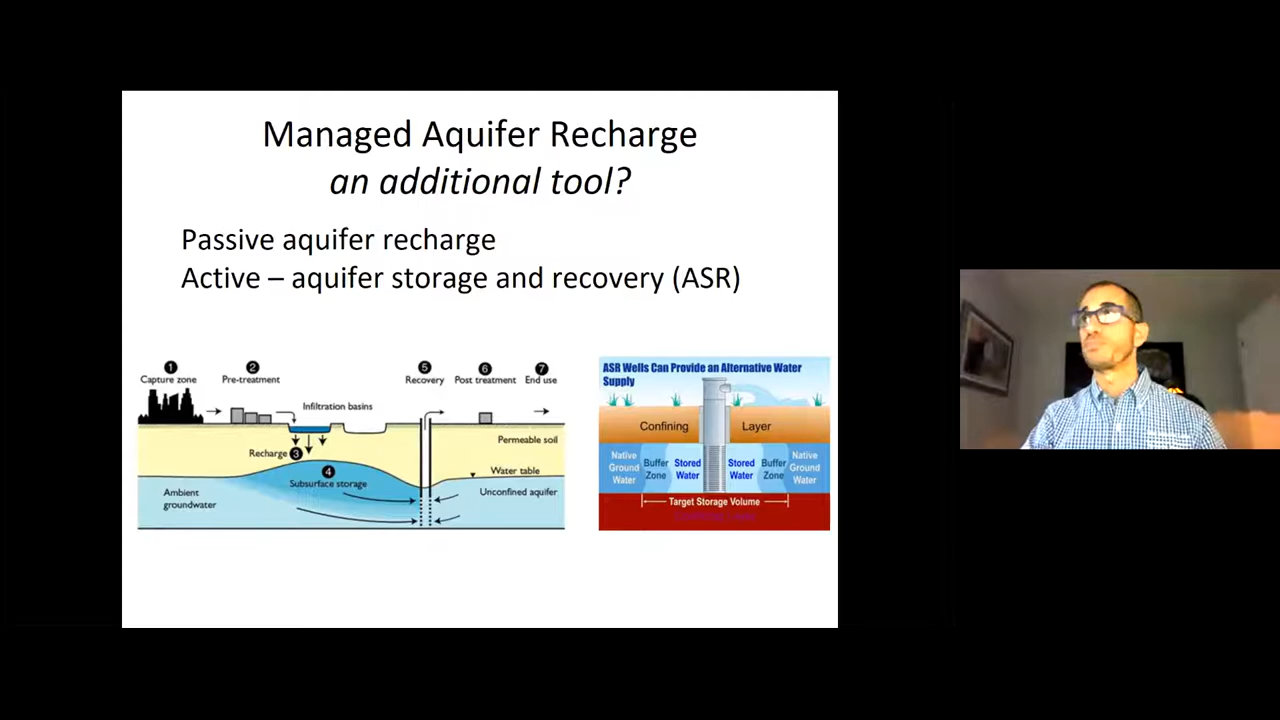 Managed Aquifer Recharge
an additional tool?
Passive aquifer recharge
Active – aquifer storage and recovery (ASR)
1
Capture zone
2
Pre-treatment
Infiltration basins
Recharge 3
4
Subsurface storage
Ambient
groundwater
5
Recovery
6
Post treatment
7
End use
Permeable soil
Water table
Unconfined aquifer
ASR Wells Can Provide an Alternative Water
Supply
Confining Layer
Native
Ground
Water
Buffer
Zone
Stored
Water
Stored
Water
Buffer
Zone
Native
Ground
Water
Target Storage Volume